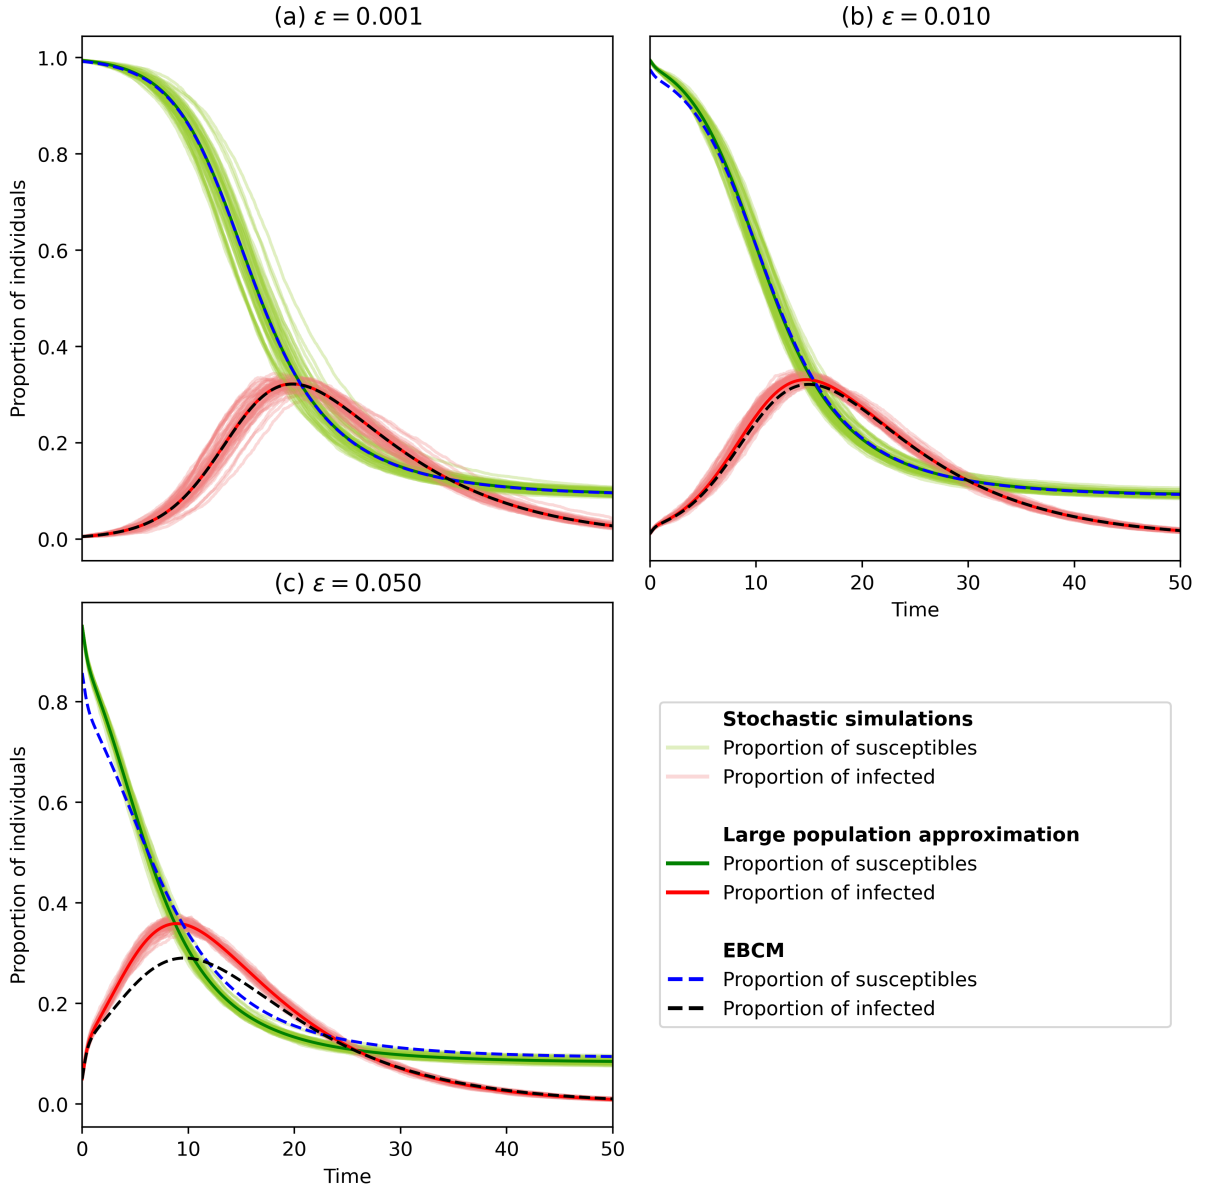 (a) ε = 0.001
(b) ε = 0.010
Proportion of individuals
1.0
0.8
0.6
0.4
0.2
0.0
0 10 20 30 40 50
Time
(c) ε = 0.050
Proportion of individuals
0.8
0.6
0.4
0.2
0.0
0 10 20 30 40 50
Time
Stochastic simulations
Proportion of susceptibles
Proportion of infected
Large population approximation
Proportion of susceptibles
Proportion of infected
EBCM
Proportion of susceptibles
Proportion of infected